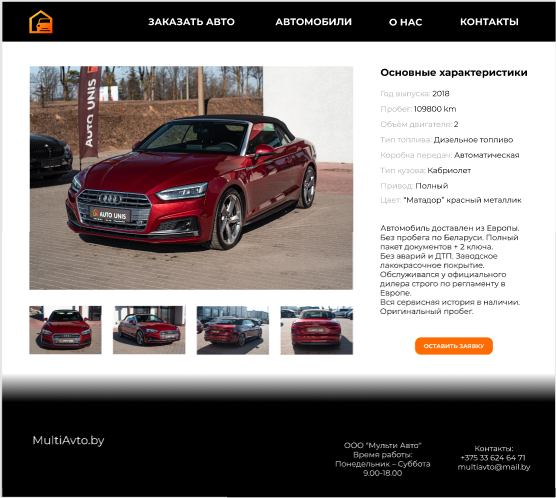 ЗАКАЗАТЬ АВТО
АВТОМОБИЛИ
О НАС
КОНТАКТЫ
AUTO UNIS
AUTO UNIS
Основные характеристики
Год выпуска: 2018
Пробег: 109800 km
Объём двигателя: 2
Тип топлива: Дизельное топливо
Коробка передач: Автоматическая
Тип кузова: Кабриолет
Привод: Полный
Цвет: "Матадор" красный металлик
Автомобиль доставлен из Европы.
Без пробега по Беларуси. Полный
пакет документов + 2 ключа.
Без аварий и ДТП. Заводское
лакокрасочное покрытие.
Обслуживался у официального
дилера строго по регламенту в
Европе.
Вся сервисная история в наличии.
Оригинальный пробег.
ОСТАВИТЬ ЗАЯВКУ
MultiAvto.by
ООО "Мульти Авто"
Время работы:
Понедельник – Суббота
9.00-18.00
Контакты:
+375 33 624 64 71
multiavto@mail.by